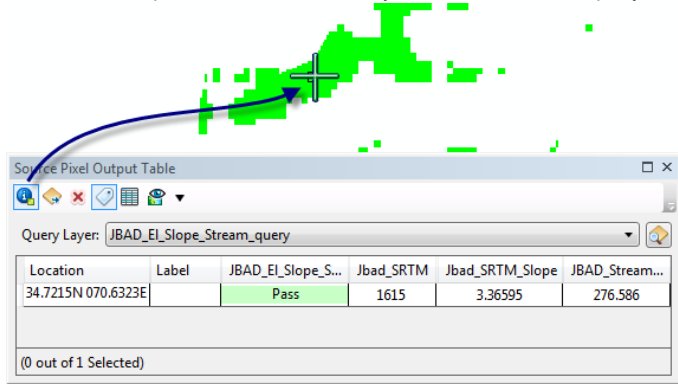 Source Pixel Output Table
Query Layer: JBAD_El_Slope_Stream_query
Location Label JBAD_El_Slope_S... Jbad_SRTM Jbad_SRTM_Slope JBAD_Stream...
34.7215N 070.6323E Pass 1615 3.36595 276.586
(0 out of 1 Selected)